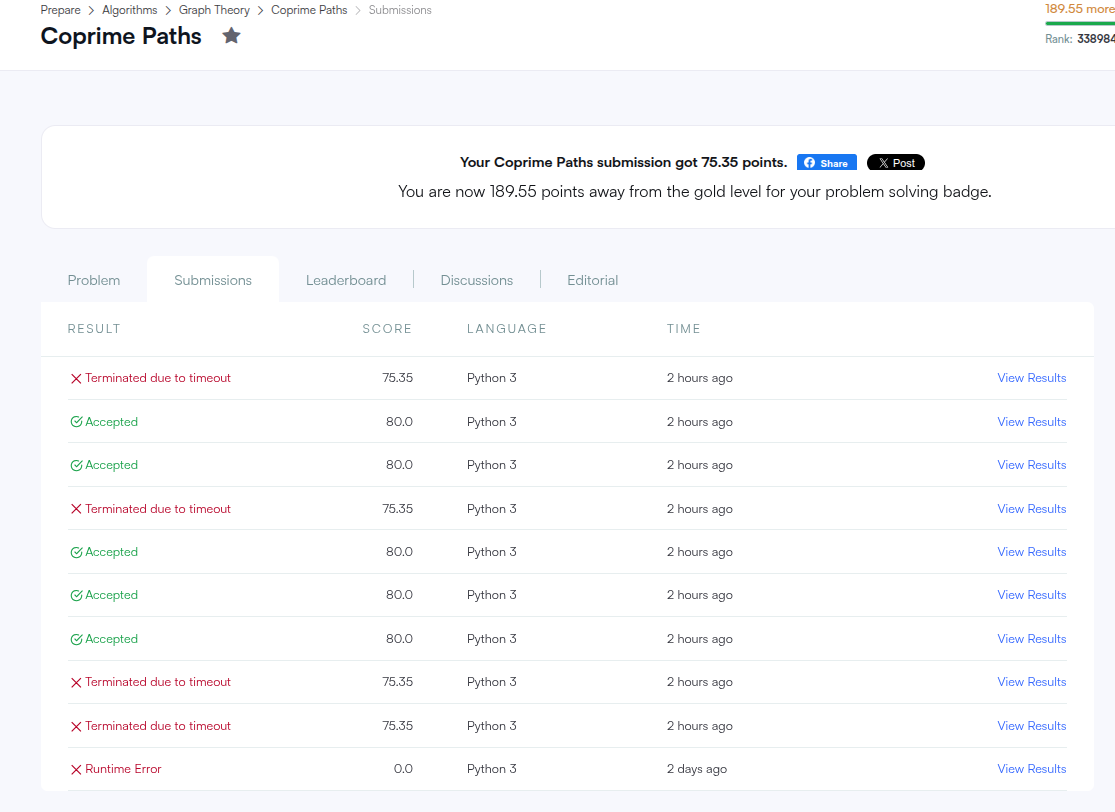 Prepare > Algorithms > Graph Theory > Coprime Paths > Submissions
189.55 more
Coprime Paths
Rank: 338984
Your Coprime Paths submission got 75.35 points. Share Post
You are now 189.55 points away from the gold level for your problem solving badge.
Problem Submissions Leaderboard Discussions Editorial
RESULT SCORE LANGUAGE TIME
Terminated due to timeout 75.35 Python 3 2 hours ago View Results
Accepted 80.0 Python 3 2 hours ago View Results
Accepted 80.0 Python 3 2 hours ago View Results
Terminated due to timeout 75.35 Python 3 2 hours ago View Results
Accepted 80.0 Python 3 2 hours ago View Results
Accepted 80.0 Python 3 2 hours ago View Results
Accepted 80.0 Python 3 2 hours ago View Results
Terminated due to timeout 75.35 Python 3 2 hours ago View Results
Terminated due to timeout 75.35 Python 3 2 hours ago View Results
Runtime Error 0.0 Python 3 2 days ago View Results